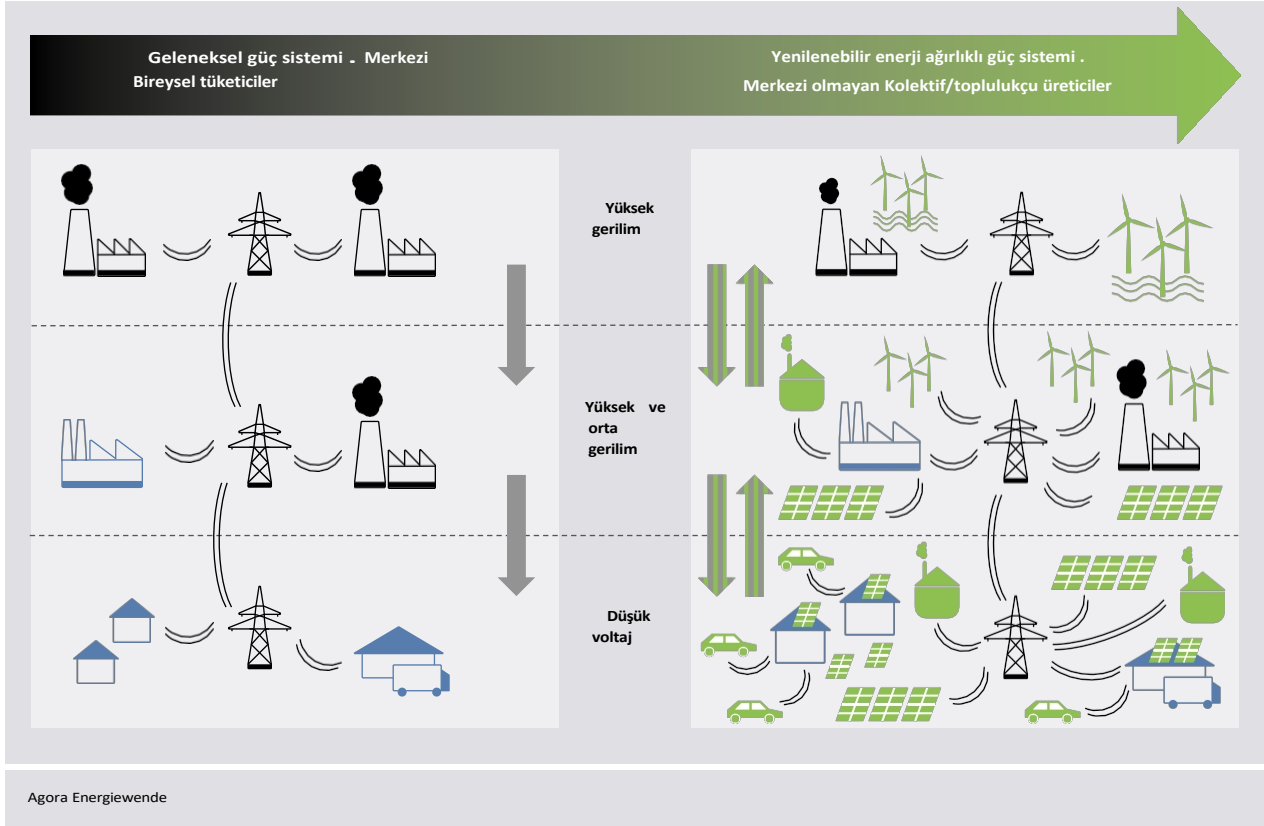 Geleneksel güç sistemi . Merkezi
Bireysel tüketiciler
Yenilenebilir enerji ağırlıklı güç sistemi .
Merkezi olmayan Kolektif/toplulukçu üreticiler
Yüksek
gerilim
Yüksek ve
orta
gerilim
Düşük
voltaj
Agora Energiewende